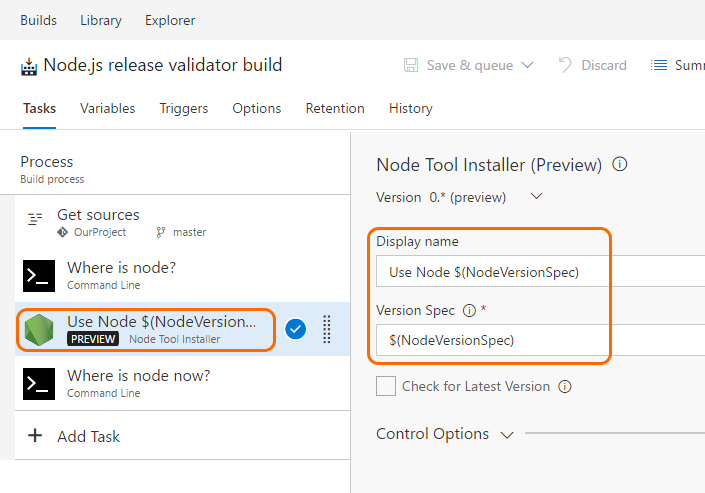 Builds Library Explorer
Node.js release validator build
Save & queue Discard Summ
Tasks Variables Triggers Options Retention History
Process
Build process
Get sources
OurProject master
Where is node?
Command Line
Use Node $(NodeVersion...
PREVIEW Node Tool Installer
Where is node now?
Command Line
+ Add Task
Node Tool Installer (Preview)
Version 0.* (preview)
Display name
Use Node $(NodeVersionSpec)
Version Spec *
$(NodeVersionSpec)
Check for Latest Version
Control Options